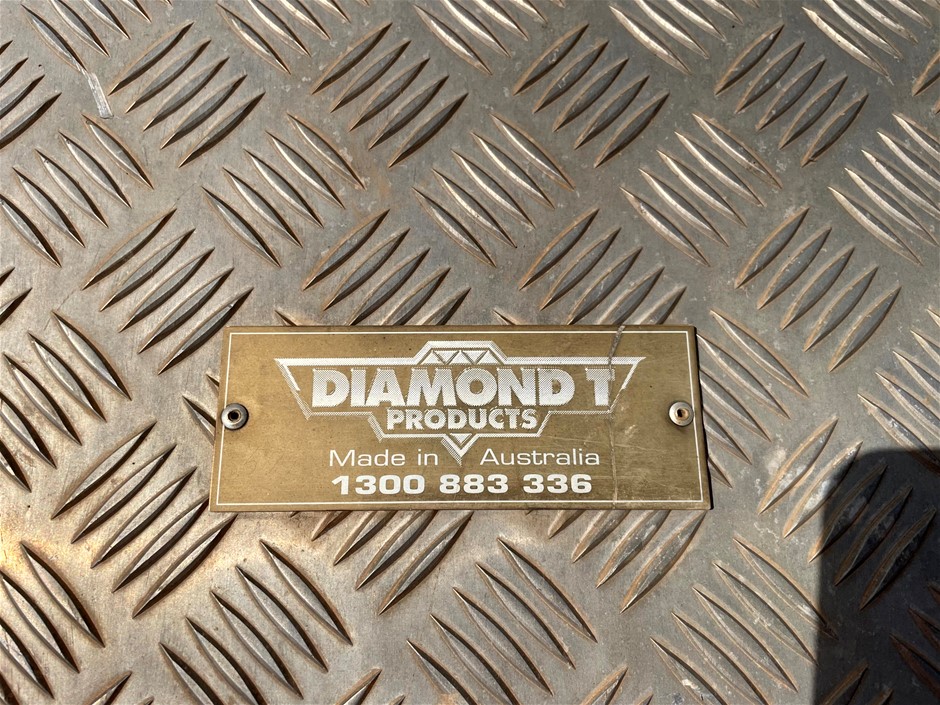 DIAMOND T
PRODUCTS
Made in Australia
1300 883 336